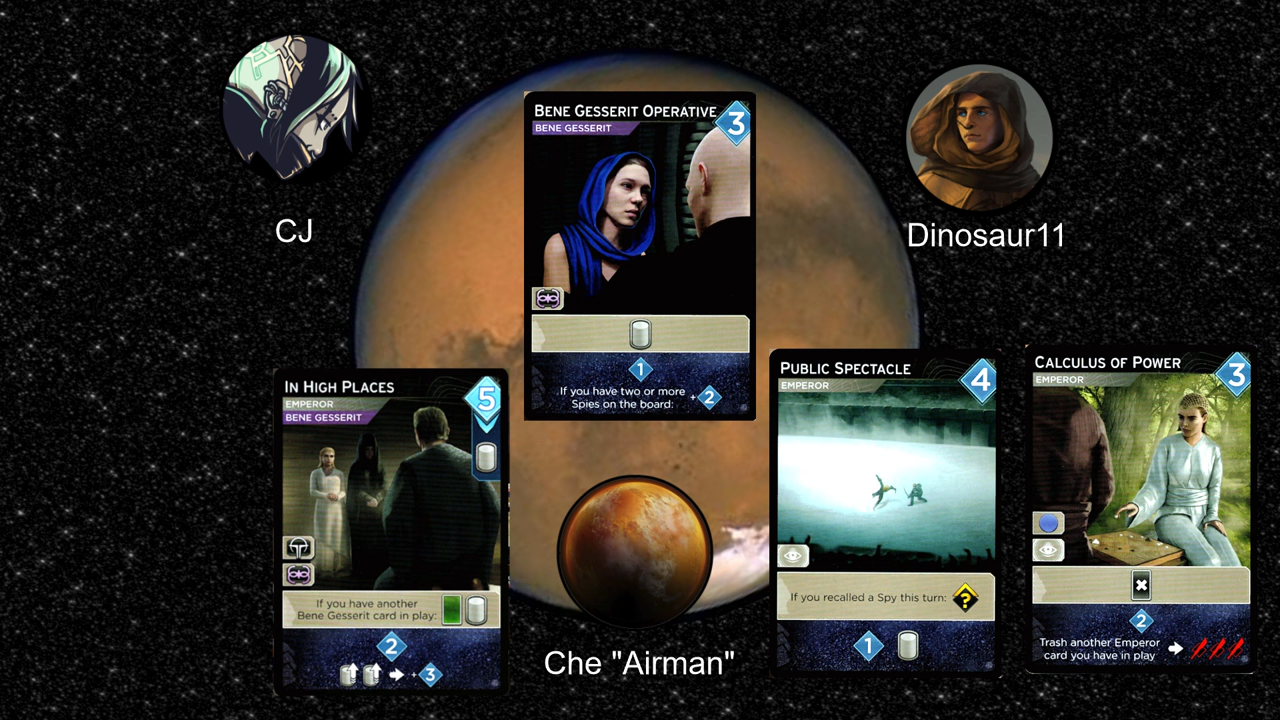 CJ
Dinosaur11
Che "Airman"
BENE GESSERIT OPERATIVE
3
BENE GESSERIT
1
If you have two or more
Spies on the board: +2
IN HIGH PLACES
5
EMPEROR
BENE GESSERIT
If you have another
Bene Gesserit card in play:
2
+3
PUBLIC SPECTACLE
4
EMPEROR
If you recalled a Spy this turn: ?
1
CALCULUS OF POWER
3
EMPEROR
2
Trash another Emperor
card you have in play